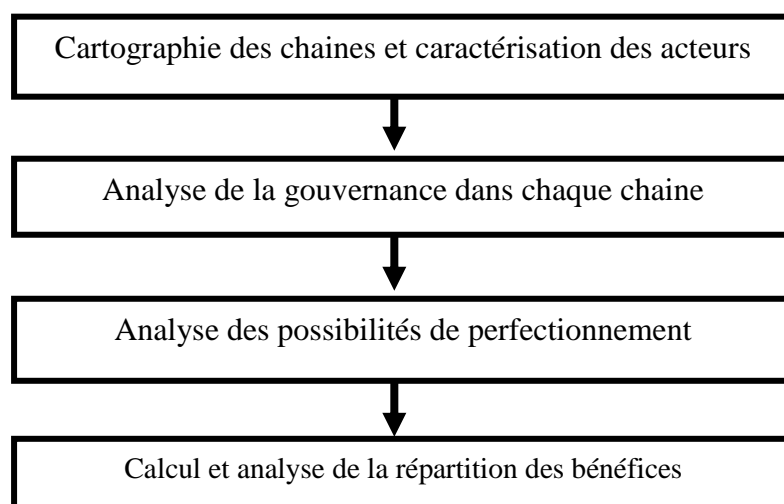 Cartographie des chaines et caractérisation des acteurs
Analyse de la gouvernance dans chaque chaine
Analyse des possibilités de perfectionnement
Calcul et analyse de la répartition des bénéfices